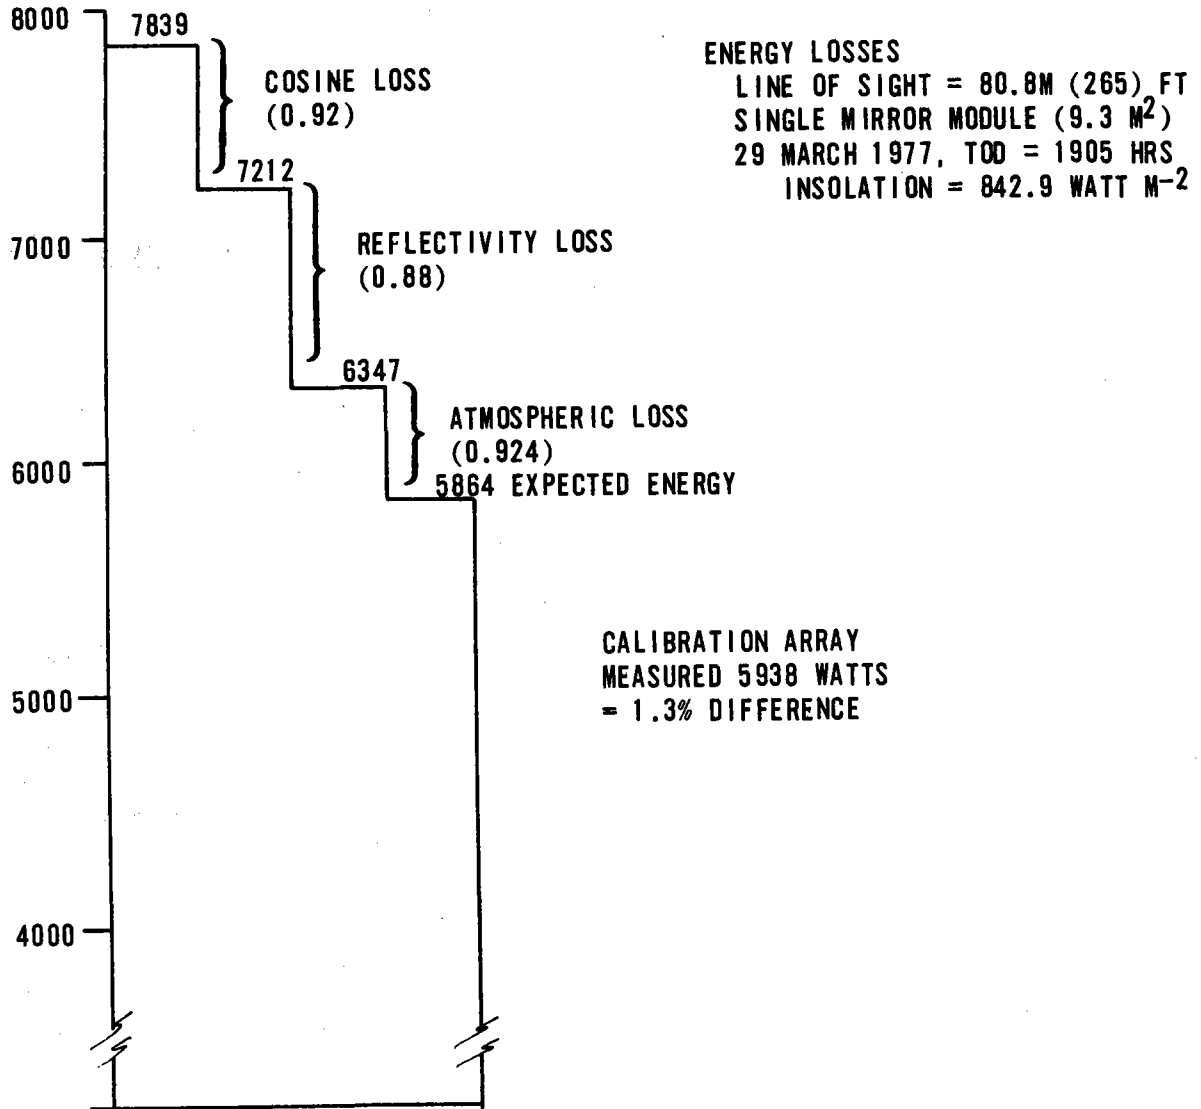 8000
7839
COSINE LOSS
(0.92)
7212
7000
REFLECTIVITY LOSS
(0.88)
6347
ATMOSPHERIC LOSS
(0.924)
6000
5864 EXPECTED ENERGY
5000
4000
ENERGY LOSSES
LINE OF SIGHT = 80.8M (265) FT
SINGLE MIRROR MODULE (9.3 M²)
29 MARCH 1977, TOD = 1905 HRS
INSOLATION = 842.9 WATT M⁻²
CALIBRATION ARRAY
MEASURED 5938 WATTS
= 1.3% DIFFERENCE